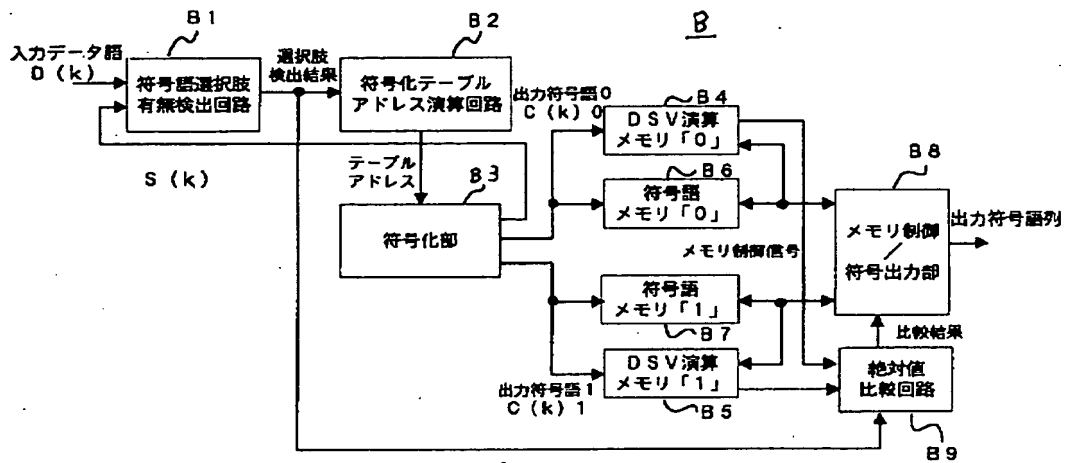 B1
B2
B
入力データ語
D(k)
符号語選択肢
有無検出回路
選択肢
検出結果
符号化テーブル
アドレス演算回路
出力符号語0
C(k)0
B4
DSV演算
メモリ「0」
S(k)
テーブル
アドレス
B3
符号化部
B6
符号語
メモリ「0」
B8
メモリ制御
/
符号出力部
出力符号語列
メモリ制御信号
符号語
メモリ「1」
B7
比較結果
DSV演算
メモリ「1」
B5
出力符号語1
C(k)1
絶対値
比較回路
B9